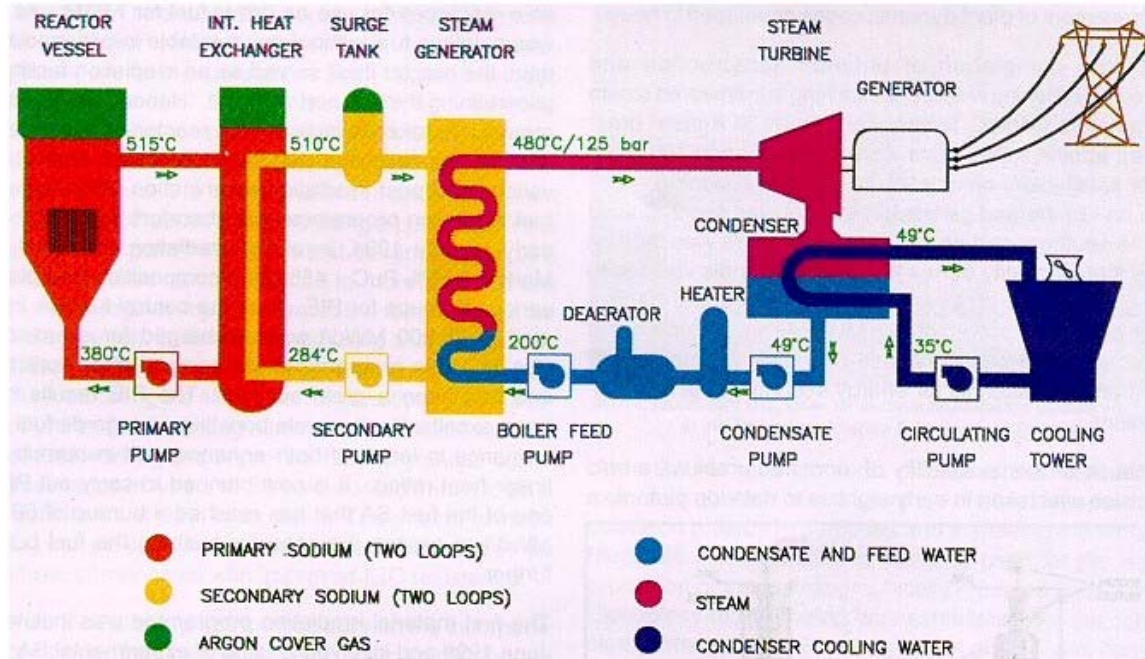 REACTOR VESSEL
INT. HEAT EXCHANGER
SURGE TANK
STEAM GENERATOR
STEAM TURBINE
GENERATOR
515°C
510°C
480°C/125 bar
CONDENSER
49°C
HEATER
DEAERATOR
380°C
284°C
200°C
49°C
35°C
PRIMARY PUMP
SECONDARY PUMP
BOILER FEED PUMP
CONDENSATE PUMP
CIRCULATING PUMP
COOLING TOWER
PRIMARY SODIUM (TWO LOOPS)
SECONDARY SODIUM (TWO LOOPS)
ARGON COVER GAS
CONDENSATE AND FEED WATER
STEAM
CONDENSER COOLING WATER